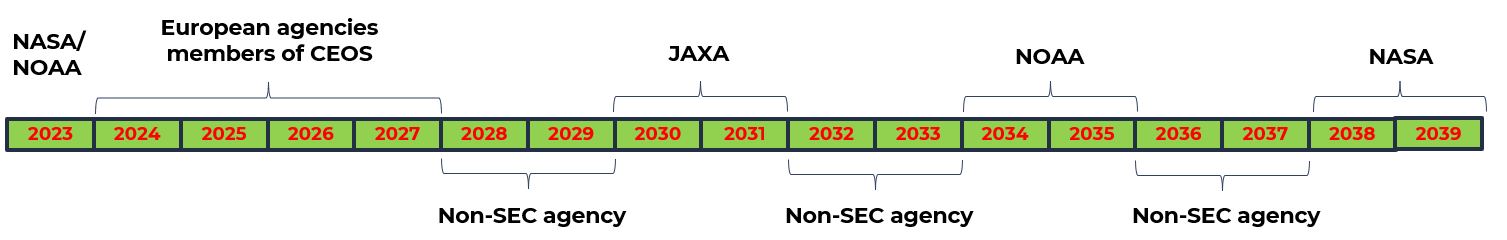 NASA/
NOAA
European agencies
members of CEOS
JAXA
NOAA
NASA
2023 2024 2025 2026 2027 2028 2029 2030 2031 2032 2033 2034 2035 2036 2037 2038 2039
Non-SEC agency
Non-SEC agency
Non-SEC agency